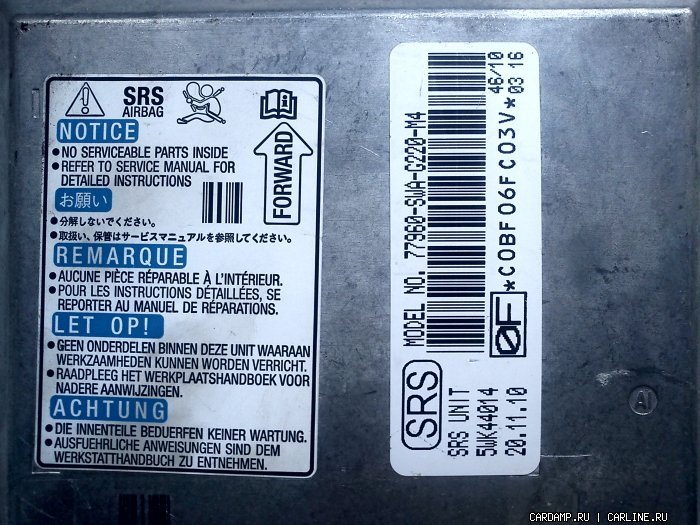 SRS
AIRBAG
NOTICE
• NO SERVICEABLE PARTS INSIDE
• REFER TO SERVICE MANUAL FOR
DETAILED INSTRUCTIONS
FORWARD
お願い
• 分解しないでください。
• 取扱い、保管はサービスマニュアルを参照してください。
REMARQUE
• AUCUNE PIÈCE RÉPARABLE À L'INTÉRIEUR.
• POUR LES INSTRUCTIONS DÉTAILLÉES, SE
REPORTER AU MANUEL DE RÉPARATIONS.
LET OP!
• GEEN ONDERDELEN BINNEN DEZE UNIT WAARAAN
WERKZAAMHEDEN KUNNEN WORDEN VERRICHT.
• RAADPLEEG HET WERKPLAATSHANDBOEK VOOR
NADERE AANWIJZINGEN.
ACHTUNG
• DIE INNENTEILE BEDUERFEN KEINER WARTUNG.
• AUSFUEHRLICHE ANWEISUNGEN SIND DEM
WERKSTATTHANDBUCH ZU ENTNEHMEN.
SRS
MODEL NO. 77960-SWA-G220-M4
SRS UNIT
5WK44014
20.11.10
0F
*C0BF06FC03V*
46/10
03 16
AI
CARDAMP.RU | CARLINE.RU